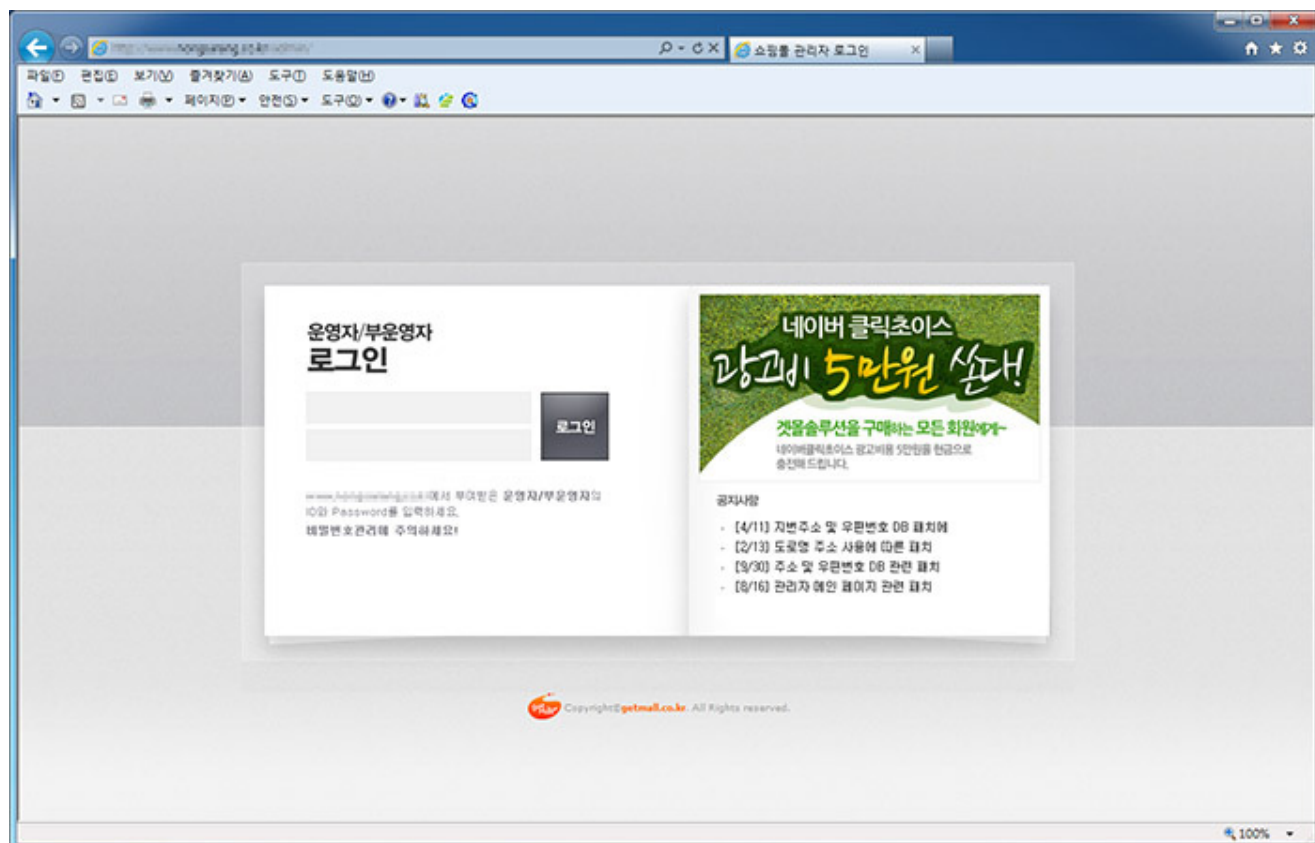 쇼핑몰 관리자 로그인
파일(F) 편집(E) 보기(V) 즐겨찾기(A) 도구(T) 도움말(H)
페이지(P) 안전(S) 도구(O)
운영자/부운영자
로그인
로그인
에서 부여받은 운영자/부운영자의
ID와 Password를 입력하세요.
비밀번호관리에 주의하세요!
네이버 클릭초이스
광고비 5만원 쏜다!
겟몰솔루션을 구매하는 모든 회원에게~
네이버클릭초이스 광고비용 5만원을 현금으로
충전해 드립니다.
공지사항
- [4/11] 지번주소 및 우편번호 DB 패치에
- [2/13] 도로명 주소 사용에 따른 패치
- [9/30] 주소 및 우편번호 DB 관련 패치
- [8/16] 관리자 메인 페이지 관련 패치
Copyright©getmall.co.kr. All Rights reserved.
100%